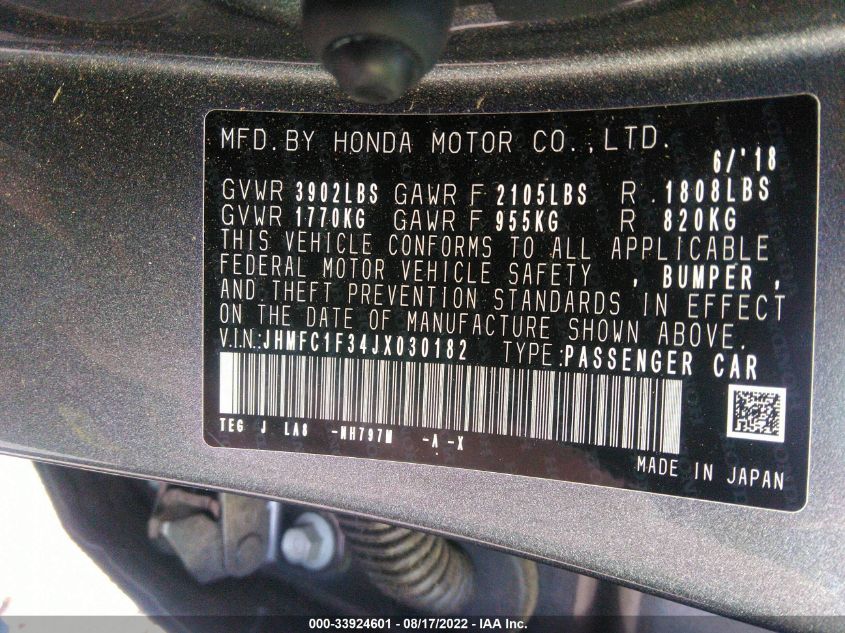 MFD. BY HONDA MOTOR CO., LTD.
6/'18
GVWR 3902LBS GAWR F 2105LBS R 1808LBS
GVWR 1770KG GAWR F 955KG R 820KG
THIS VEHICLE CONFORMS TO ALL APPLICABLE
FEDERAL MOTOR VEHICLE SAFETY , BUMPER ,
AND THEFT PREVENTION STANDARDS IN EFFECT
ON THE DATE OF MANUFACTURE SHOWN ABOVE.
V.I.N.:JHMFC1F34JX030182 TYPE:PASSENGER CAR
TEG J LA8 -NH797M -A -X
MADE IN JAPAN
000-33924601 - 08/17/2022 - IAA Inc.